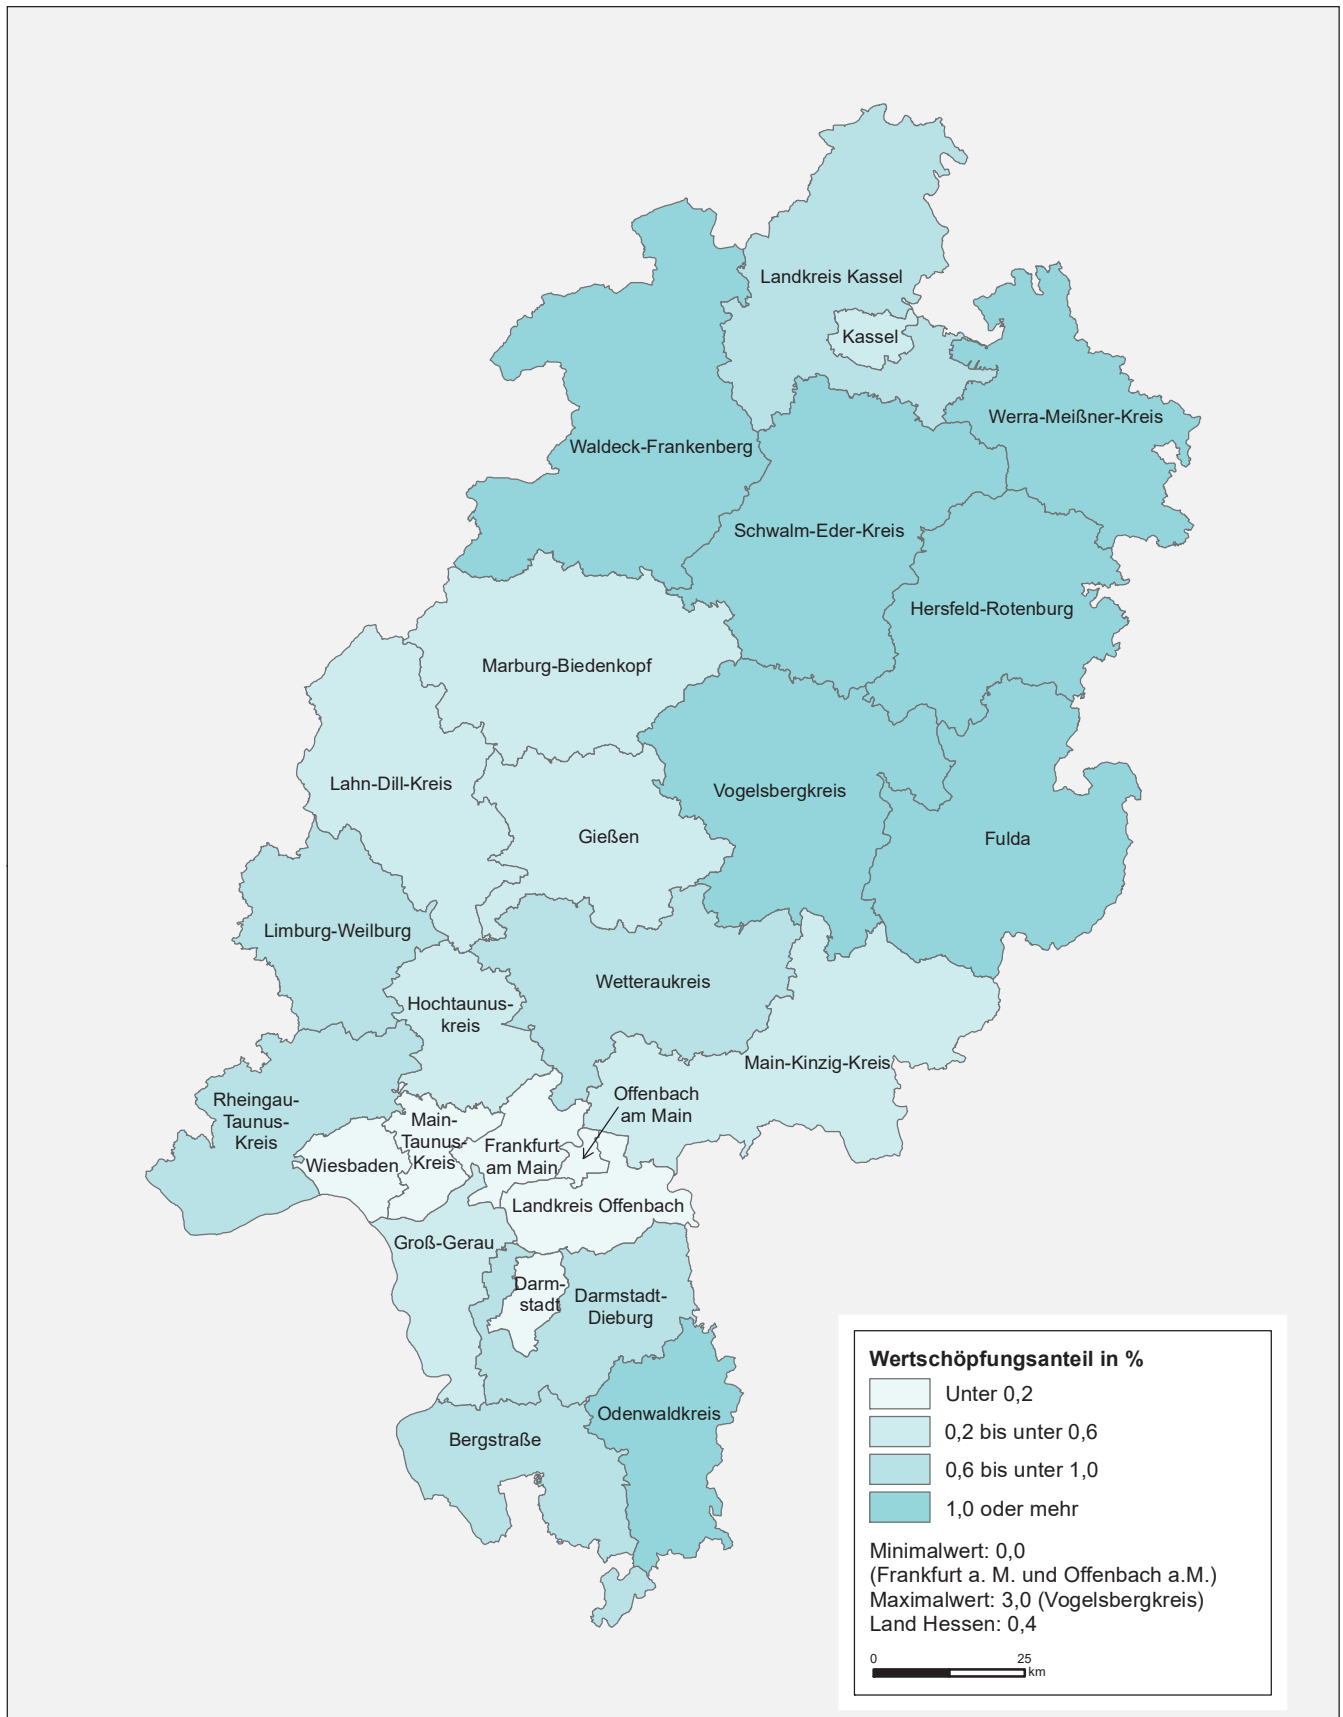 Landkreis Kassel
Kassel
Werra-Meißner-Kreis
Waldeck-Frankenberg
Schwalm-Eder-Kreis
Hersfeld-Rotenburg
Marburg-Biedenkopf
Lahn-Dill-Kreis
Vogelsbergkreis
Gießen
Fulda
Limburg-Weilburg
Wetteraukreis
Hochtaunus-
kreis
Main-Kinzig-Kreis
Offenbach
am Main
Rheingau-
Taunus-
Kreis
Main-
Taunus-
Kreis
Frankfurt
am Main
Wiesbaden
Landkreis Offenbach
Groß-Gerau
Darm-
stadt
Darmstadt-
Dieburg
Odenwaldkreis
Bergstraße
Wertschöpfungsanteil in %
Unter 0,2
0,2 bis unter 0,6
0,6 bis unter 1,0
1,0 oder mehr
Minimalwert: 0,0
(Frankfurt a. M. und Offenbach a.M.)
Maximalwert: 3,0 (Vogelsbergkreis)
Land Hessen: 0,4
0 25
km